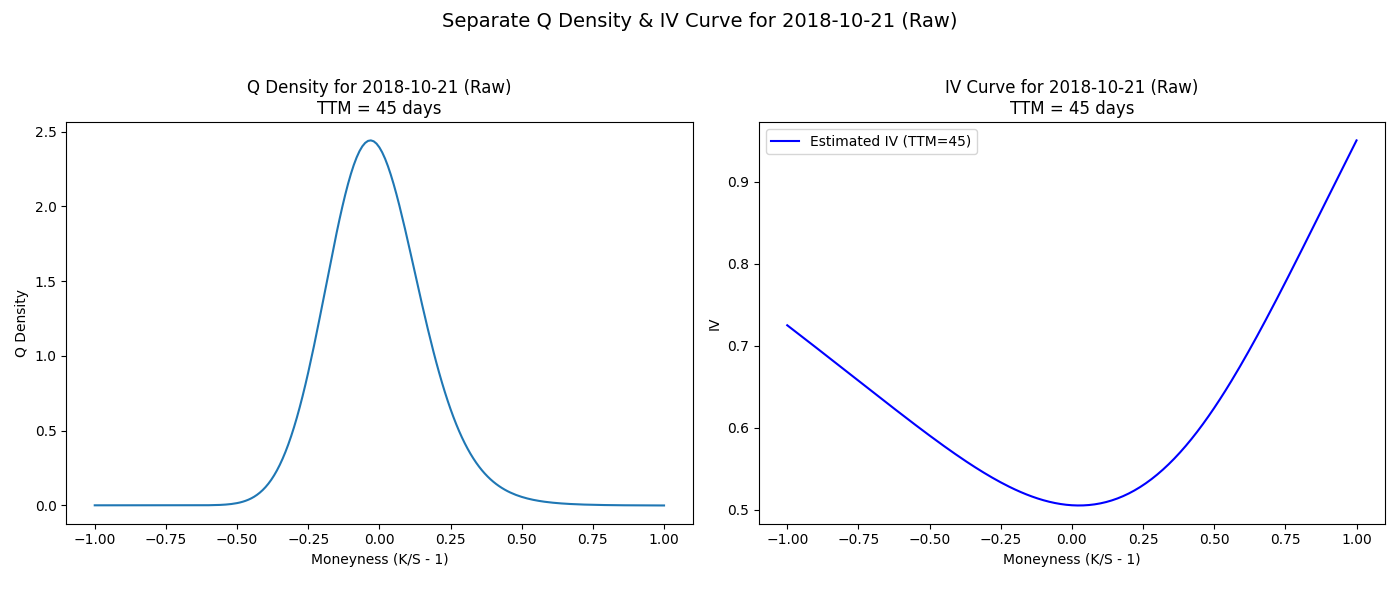 Separate Q Density & IV Curve for 2018-10-21 (Raw)
Q Density for 2018-10-21 (Raw)
TTM = 45 days
2.5
2.0
1.5
1.0
0.5
0.0
Q Density
−1.00
−0.75
−0.50
−0.25
0.00
0.25
0.50
0.75
1.00
Moneyness (K/S - 1)
IV Curve for 2018-10-21 (Raw)
TTM = 45 days
Estimated IV (TTM=45)
0.9
0.8
0.7
0.6
0.5
IV
−1.00
−0.75
−0.50
−0.25
0.00
0.25
0.50
0.75
1.00
Moneyness (K/S - 1)